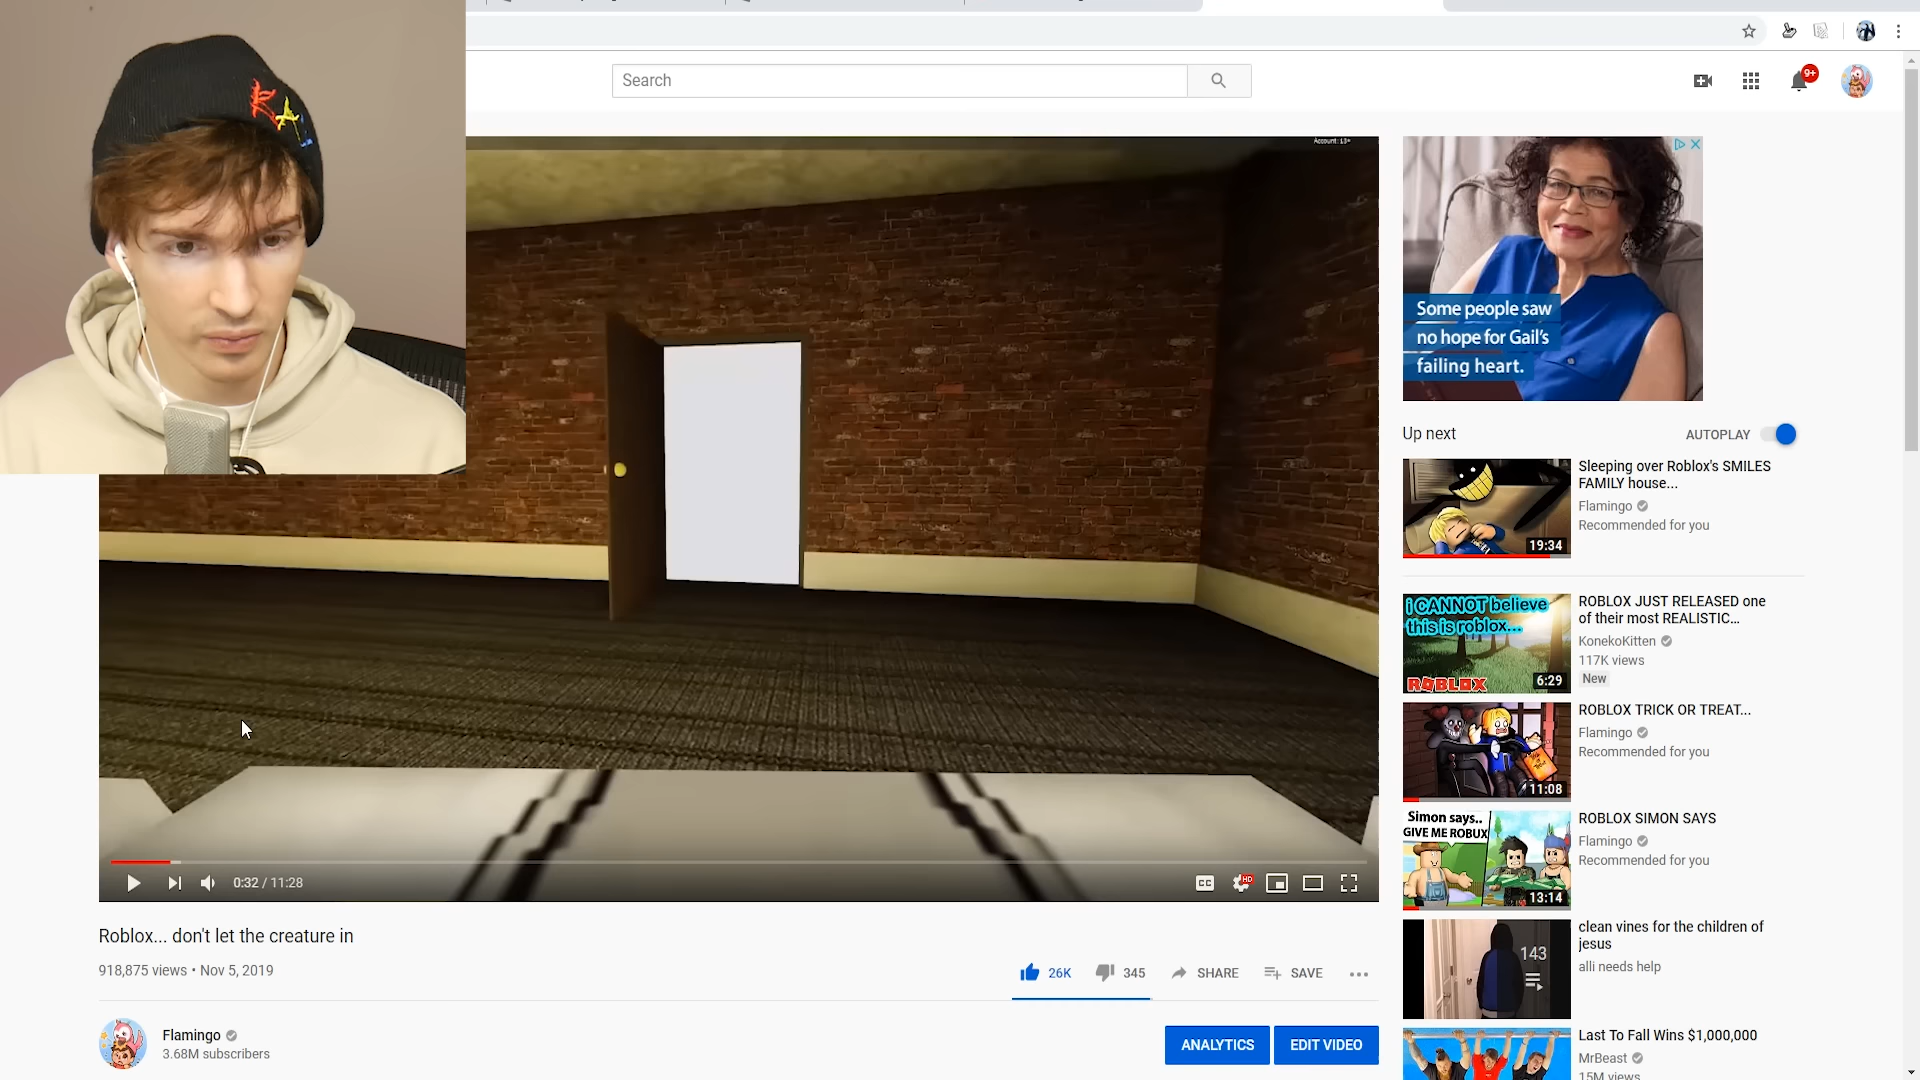 KAL
Search
9+
Account: 13+
Some people saw
no hope for Gail's
failing heart.
Up next
AUTOPLAY
Sleeping over Roblox's SMILES
FAMILY house...
Flamingo
Recommended for you
19:34
i CANNOT believe
this is roblox...
ROBLOX
6:29
ROBLOX JUST RELEASED one
of their most REALISTIC...
KonekoKitten
117K views
New
11:08
ROBLOX TRICK OR TREAT...
Flamingo
Recommended for you
Simon says..
GIVE ME ROBUX
13:14
ROBLOX SIMON SAYS
Flamingo
Recommended for you
143
clean vines for the children of
jesus
alli needs help
Last To Fall Wins $1,000,000
MrBeast
15M views
0:32 / 11:28
CC
HD
Roblox... don't let the creature in
918,875 views • Nov 5, 2019
26K
345
SHARE
SAVE
Flamingo
3.68M subscribers
ANALYTICS
EDIT VIDEO